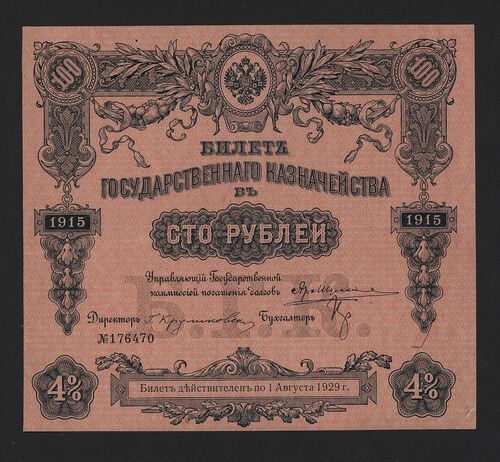 100 100
БИЛЕТЪ
ГОСУДАРСТВЕННАГО КАЗНАЧЕЙСТВА
ВЪ
1915 1915
СТО РУБЛЕЙ
Управляющій Государственной
коммиссіей погашенія долговъ
Директоръ Бухгалтеръ
№176470
4% 4%
Билетъ дѣйствителенъ по 1 Августа 1929 г.